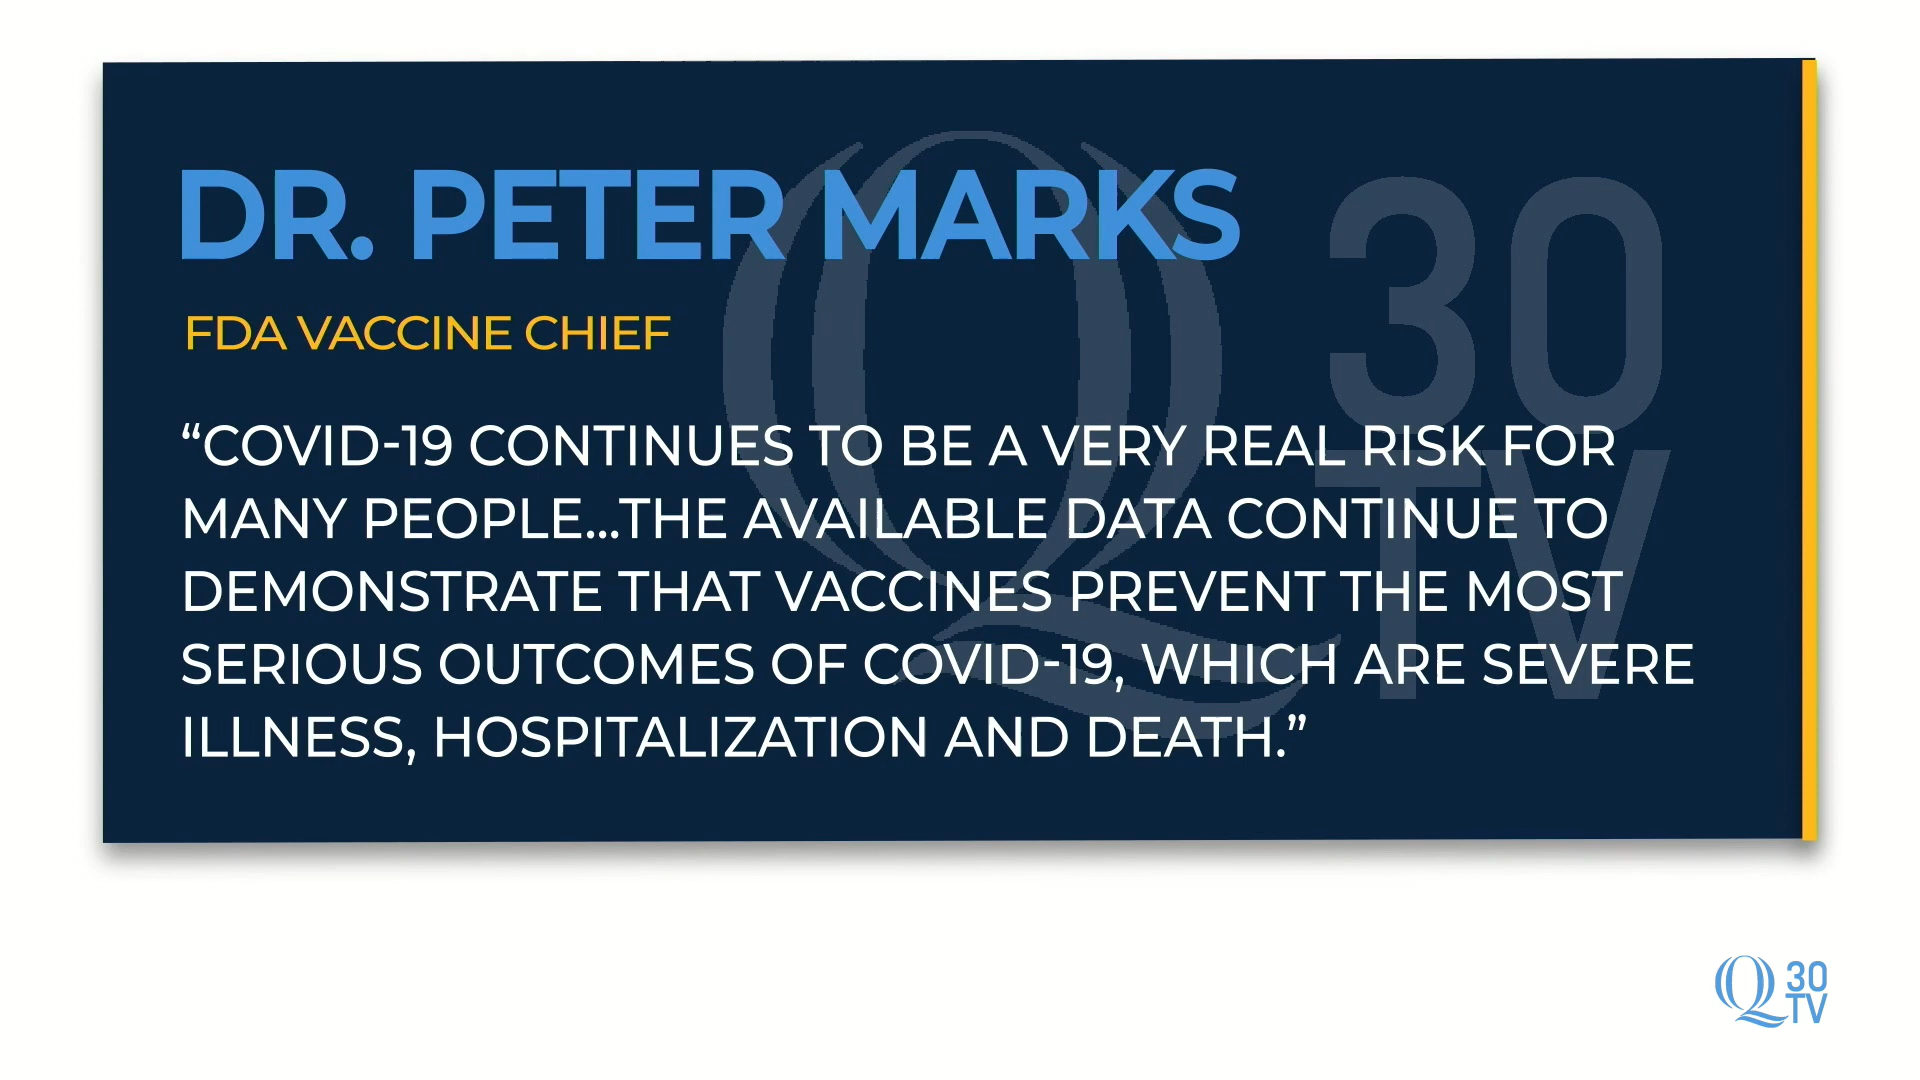 DR. PETER MARKS
FDA VACCINE CHIEF
“COVID-19 CONTINUES TO BE A VERY REAL RISK FOR
MANY PEOPLE...THE AVAILABLE DATA CONTINUE TO
DEMONSTRATE THAT VACCINES PREVENT THE MOST
SERIOUS OUTCOMES OF COVID-19, WHICH ARE SEVERE
ILLNESS, HOSPITALIZATION AND DEATH.”
Q 30
TV
Q 30
TV